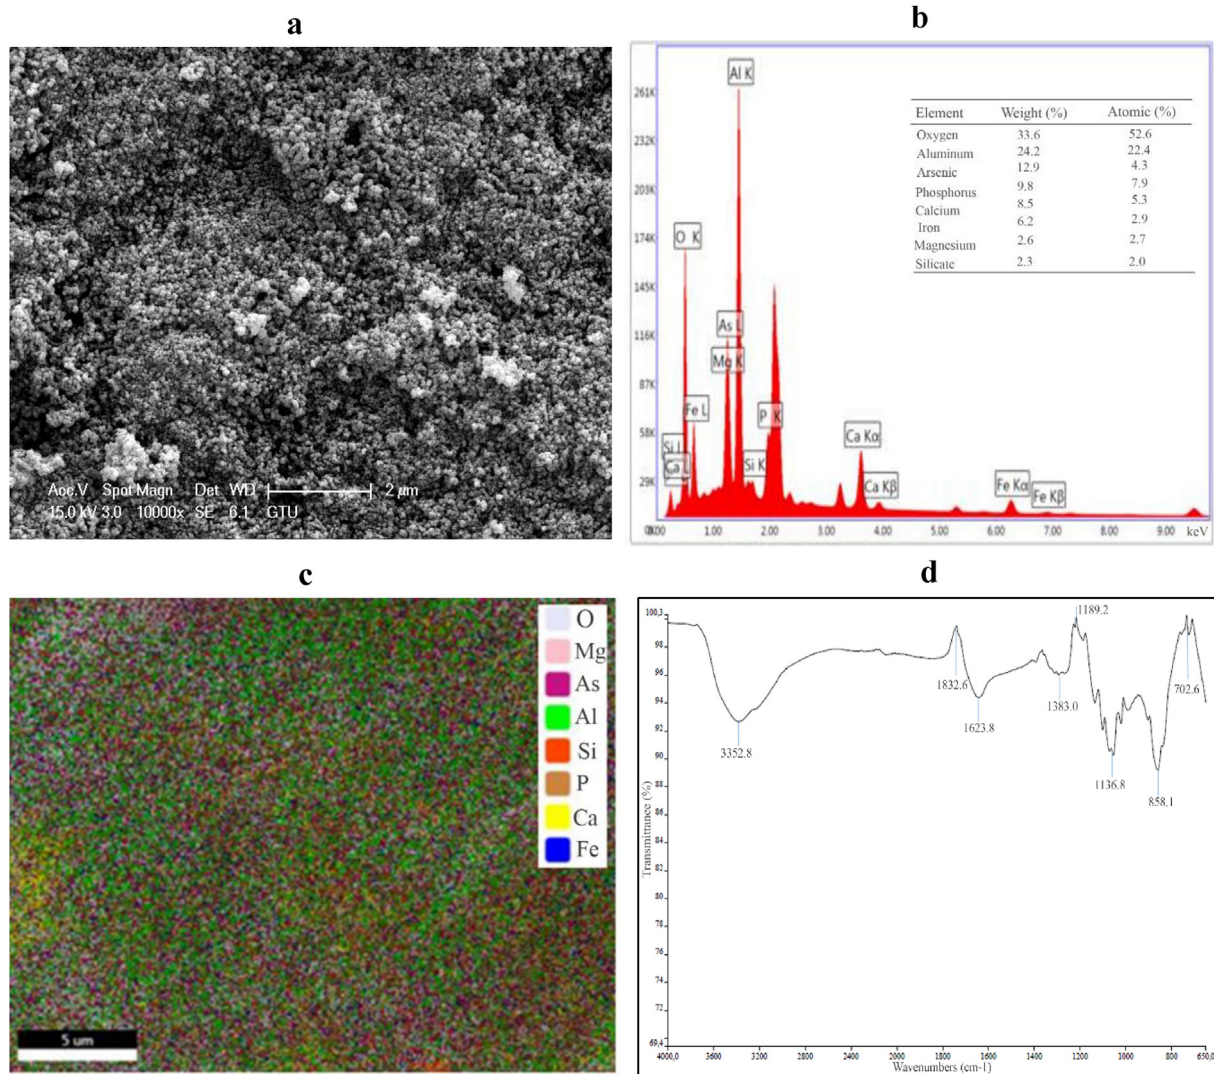 a
Acc.V Spot Magn Det WD 2 µm
15.0 kV 3.0 10000x SE 6.1 GTU
b
Al K
261K
232K
203K
174K
145K
116K
87K
58K
29K
O K
As L
Mg K
Fe L
Si L
Ca L
P K
Si K
Ca Kα
Ca Kβ
Fe Kα
Fe Kβ
1.00 2.00 3.00 4.00 5.00 6.00 7.00 8.00 9.00 keV
Element Weight (%) Atomic (%)
Oxygen 33.6 52.6
Aluminum 24.2 22.4
Arsenic 12.9 4.3
Phosphorus 9.8 7.9
Calcium 8.5 5.3
Iron 6.2 2.9
Magnesium 2.6 2.7
Silicate 2.3 2.0
c
O
Mg
As
Al
Si
P
Ca
Fe
5 um
d
100,3
98
96
94
92
90
88
86
84
82
80
78
76
74
72
69,4
Transmittance (%)
3352.8
1832.6
1623.8
1383.0
1189.2
1136.8
858.1
702.6
4000,0 3600 3200 2800 2400 2000 1800 1600 1400 1200 1000 800 650,0
Wavenumbers (cm-1)